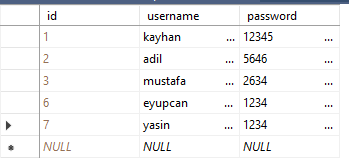 id username password
1 kayhan ... 12345 ...
2 adil ... 5646 ...
3 mustafa ... 2634 ...
6 eyupcan ... 1234 ...
7 yasin ... 1234 ...
NULL NULL NULL